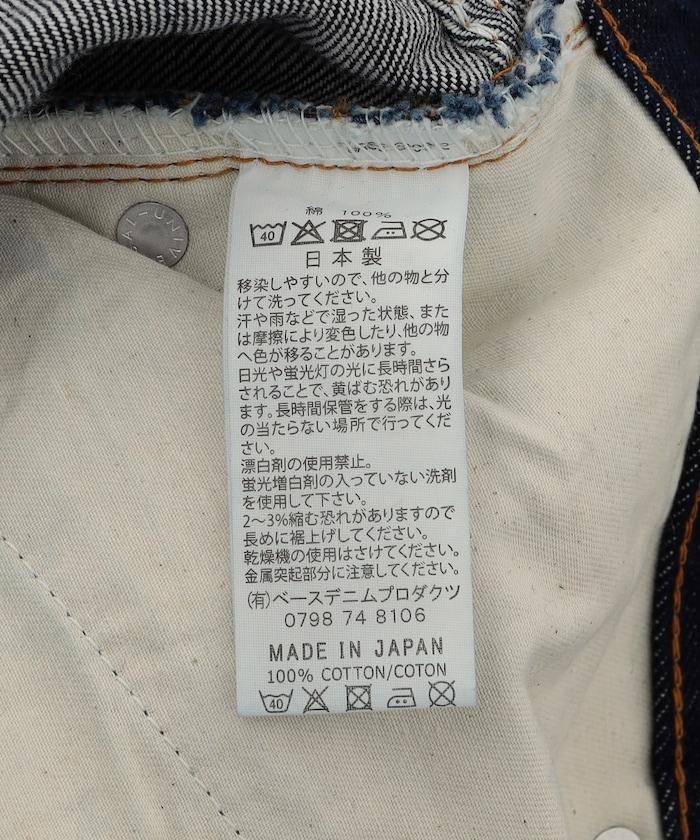 綿 100%
40
日本製
移染しやすいので、他の物と分
けて洗ってください。
汗や雨などで湿った状態、また
は摩擦により変色したり、他の物
へ色が移ることがあります。
日光や蛍光灯の光に長時間さら
されることで、黄ばむ恐れがあり
ます。長時間保管をする際は、光
の当たらない場所で行ってくだ
さい。
漂白剤の使用禁止。
蛍光増白剤の入っていない洗剤
を使用して下さい。
2～3%縮む恐れがありますので
長めに裾上げしてください。
乾燥機の使用はさけてください。
金属突起部分に注意してください。
(有)ベースデニムプロダクツ
0798 74 8106
MADE IN JAPAN
100% COTTON/COTON
40